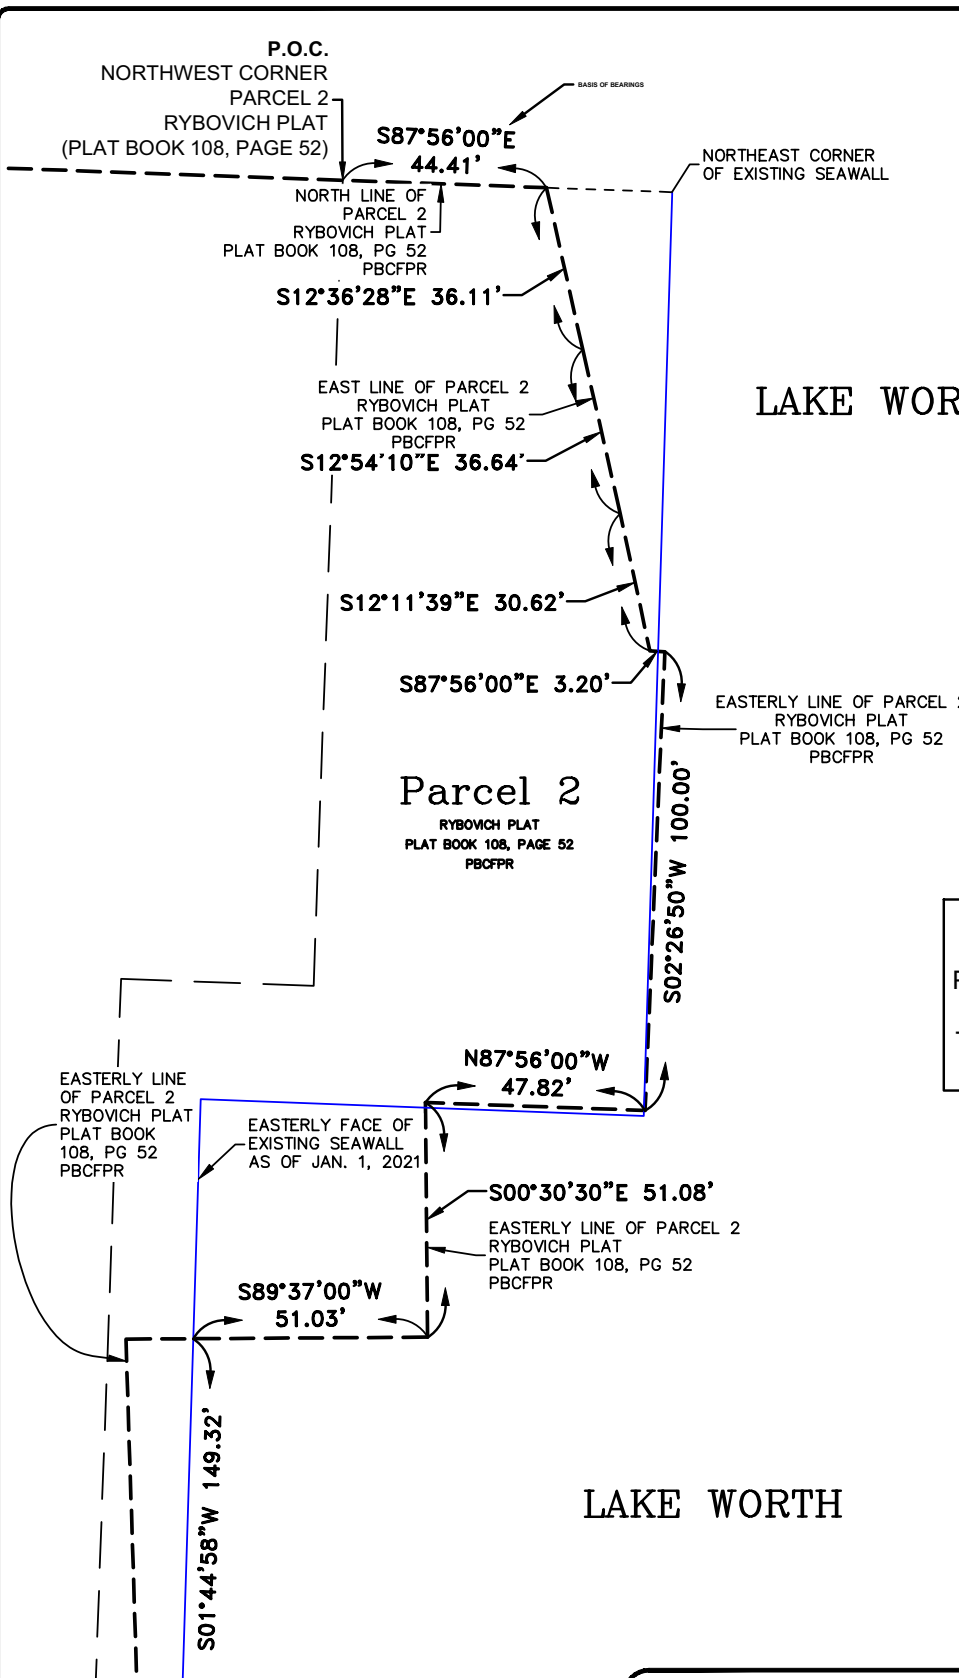 P.O.C.
NORTHWEST CORNER
PARCEL 2
RYBOVICH PLAT
(PLAT BOOK 108, PAGE 52)
BASIS OF BEARINGS
S87°56'00"E
44.41'
NORTHEAST CORNER
OF EXISTING SEAWALL
NORTH LINE OF
PARCEL 2
RYBOVICH PLAT
PLAT BOOK 108, PG 52
PBCFPR
S12°36'28"E 36.11'
EAST LINE OF PARCEL 2
RYBOVICH PLAT
PLAT BOOK 108, PG 52
PBCFPR
LAKE WOR
S12°54'10"E 36.64'
S12°11'39"E 30.62'
S87°56'00"E 3.20'
EASTERLY LINE OF PARCEL
RYBOVICH PLAT
PLAT BOOK 108, PG 52
PBCFPR
Parcel 2
RYBOVICH PLAT
PLAT BOOK 108, PAGE 52
PBCFPR
S02°26'50"W 100.00'
N87°56'00"W
47.82'
EASTERLY LINE
OF PARCEL 2
RYBOVICH PLAT
PLAT BOOK
108, PG 52
PBCFPR
EASTERLY FACE OF
EXISTING SEAWALL
AS OF JAN. 1, 2021
S00°30'30"E 51.08'
EASTERLY LINE OF PARCEL 2
RYBOVICH PLAT
PLAT BOOK 108, PG 52
PBCFPR
S89°37'00"W
51.03'
S01°44'58"W 149.32'
LAKE WORTH